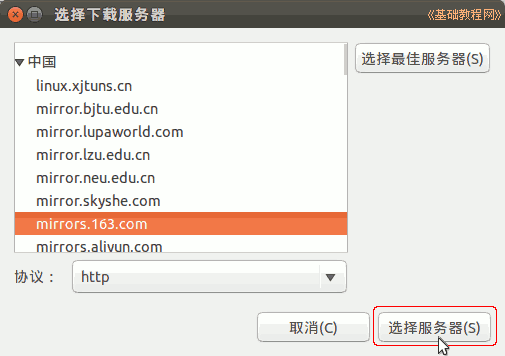 选择下载服务器
《基础教程网》
中国
选择最佳服务器(S)
linux.xjtuns.cn
mirror.bjtu.edu.cn
mirror.lupaworld.com
mirror.lzu.edu.cn
mirror.neu.edu.cn
mirror.skyshe.com
mirrors.163.com
mirrors.aliyun.com
协议：
http
取消(C)
选择服务器(S)